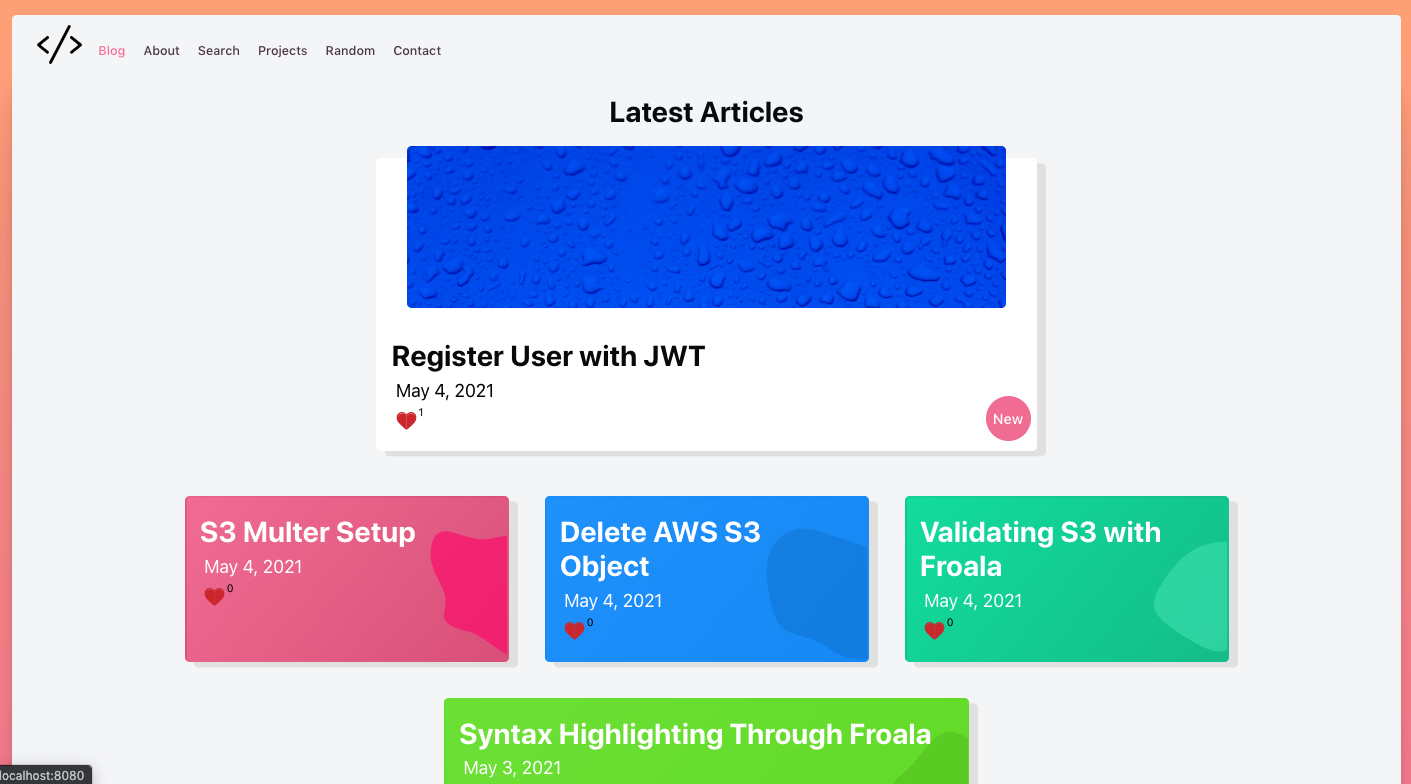 </>
Blog About Search Projects Random Contact
Latest Articles
Register User with JWT
May 4, 2021
1
New
S3 Multer Setup
May 4, 2021
0
Delete AWS S3
Object
May 4, 2021
0
Validating S3 with
Froala
May 4, 2021
0
Syntax Highlighting Through Froala
May 3, 2021
localhost:8080